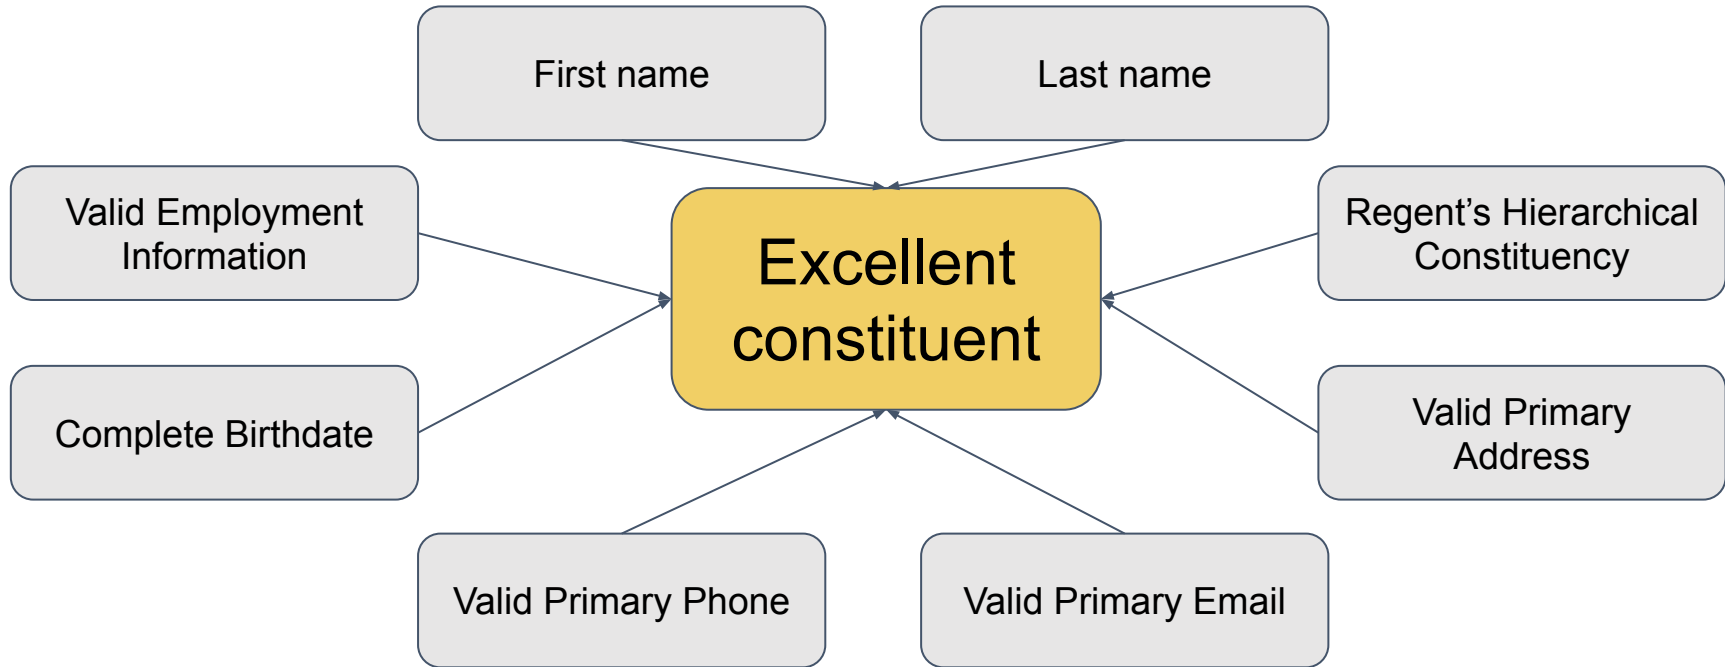 First name
Last name
Valid Employment
Information
Regent’s Hierarchical
Constituency
Excellent
constituent
Complete Birthdate
Valid Primary
Address
Valid Primary Phone
Valid Primary Email